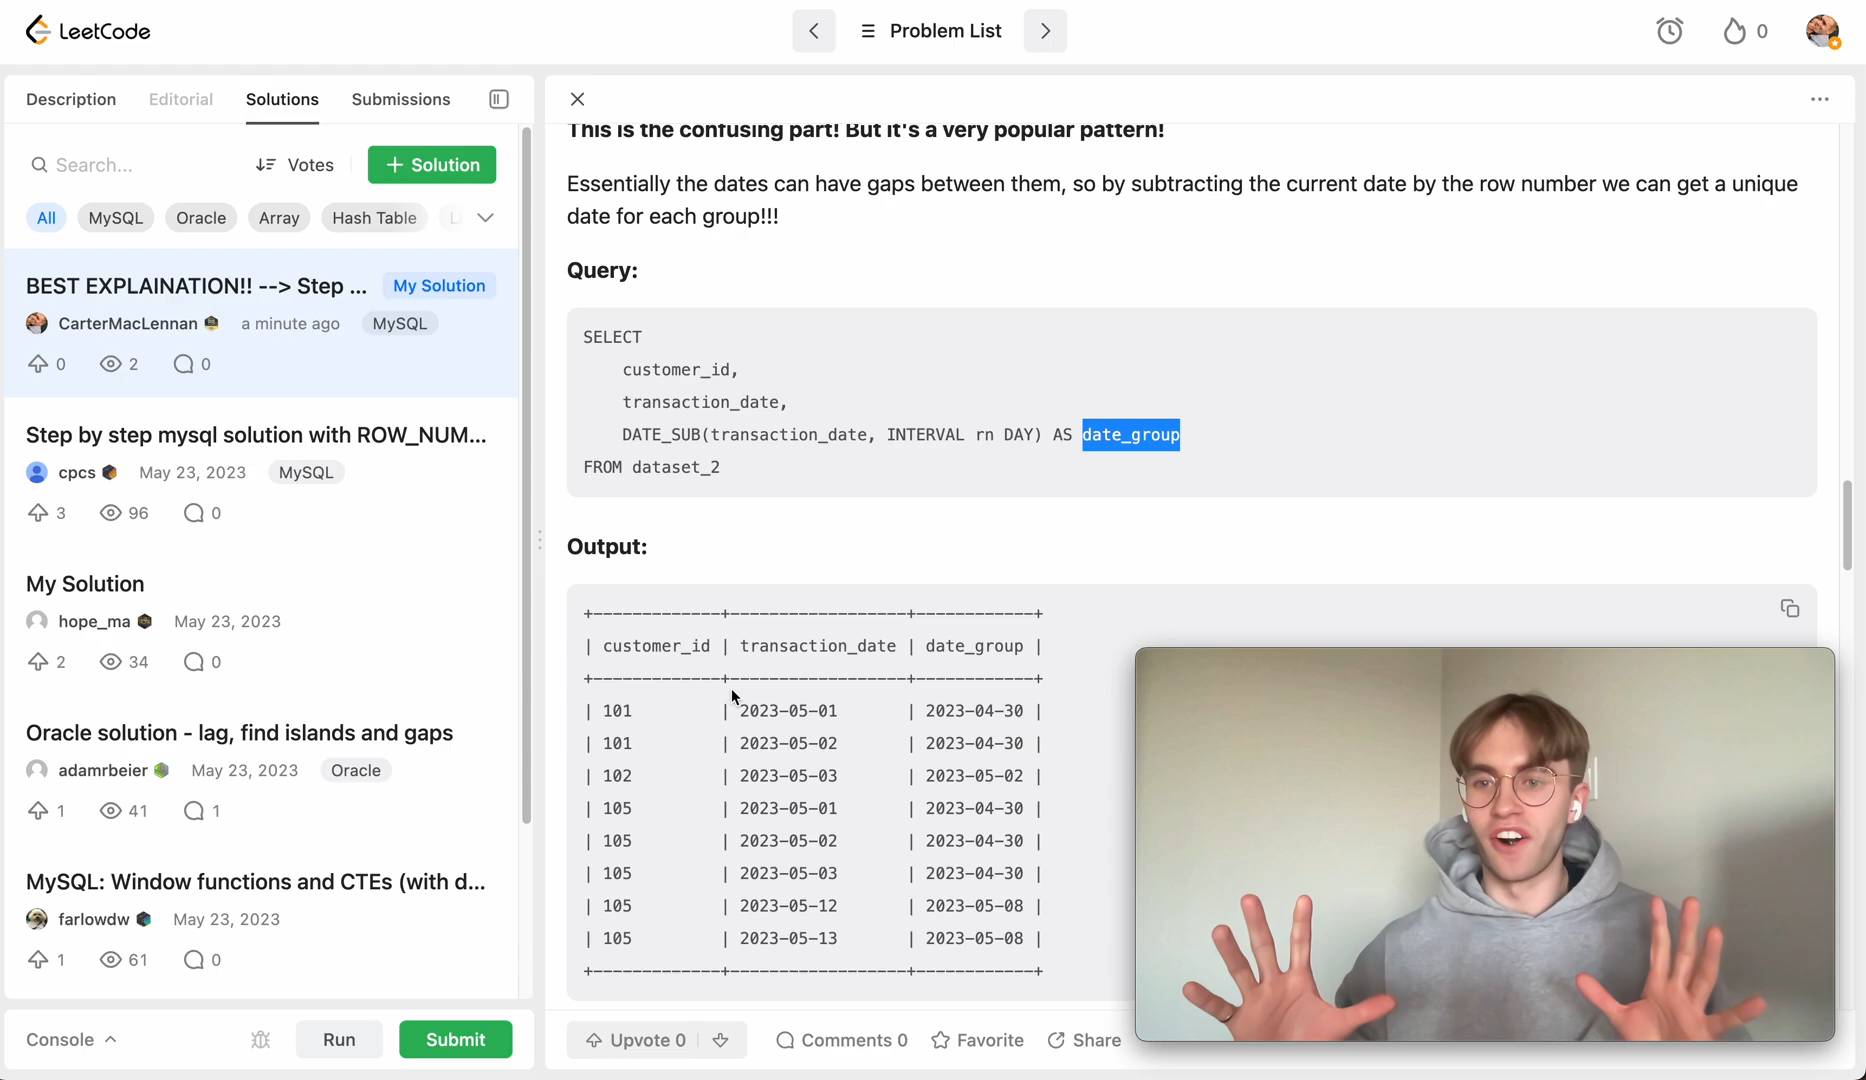 LeetCode
Problem List
0
Description Editorial Solutions Submissions
Search...
Votes
+ Solution
All MySQL Oracle Array Hash Table
BEST EXPLAINATION!! --> Step ... My Solution
CarterMacLennan a minute ago MySQL
0 2 0
Step by step mysql solution with ROW_NUM...
cpcs May 23, 2023 MySQL
3 96 0
My Solution
hope_ma May 23, 2023
2 34 0
Oracle solution - lag, find islands and gaps
adamrbeier May 23, 2023 Oracle
1 41 1
MySQL: Window functions and CTEs (with d...
farlowdw May 23, 2023
1 61 0
Console Run Submit
This is the confusing part! But it's a very popular pattern!
Essentially the dates can have gaps between them, so by subtracting the current date by the row number we can get a unique
date for each group!!!
Query:
SELECT
customer_id,
transaction_date,
DATE_SUB(transaction_date, INTERVAL rn DAY) AS date_group
FROM dataset_2
Output:
+-------------+------------------+------------+
| customer_id | transaction_date | date_group |
+-------------+------------------+------------+
| 101 | 2023-05-01 | 2023-04-30 |
| 101 | 2023-05-02 | 2023-04-30 |
| 102 | 2023-05-03 | 2023-05-02 |
| 105 | 2023-05-01 | 2023-04-30 |
| 105 | 2023-05-02 | 2023-04-30 |
| 105 | 2023-05-03 | 2023-04-30 |
| 105 | 2023-05-12 | 2023-05-08 |
| 105 | 2023-05-13 | 2023-05-08 |
+-------------+------------------+------------+
Upvote 0 Comments 0 Favorite Share